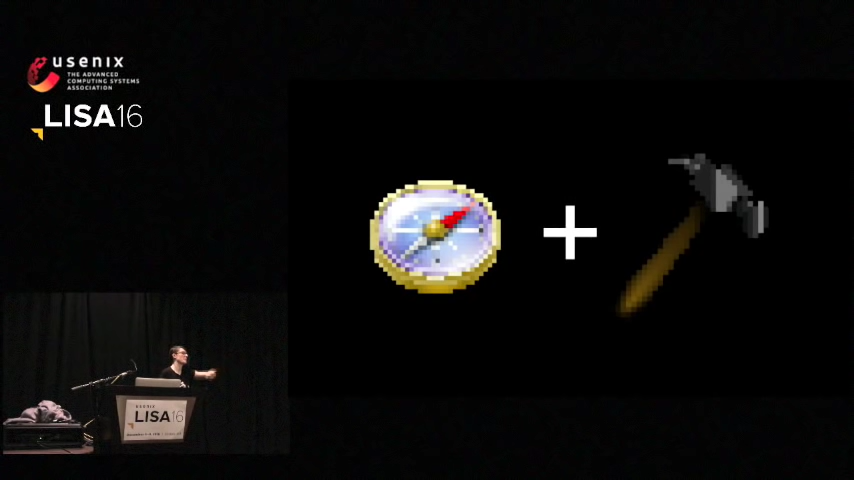 usenix
THE ADVANCED
COMPUTING SYSTEMS
ASSOCIATION
LISA16
+
USENIX
LISA16